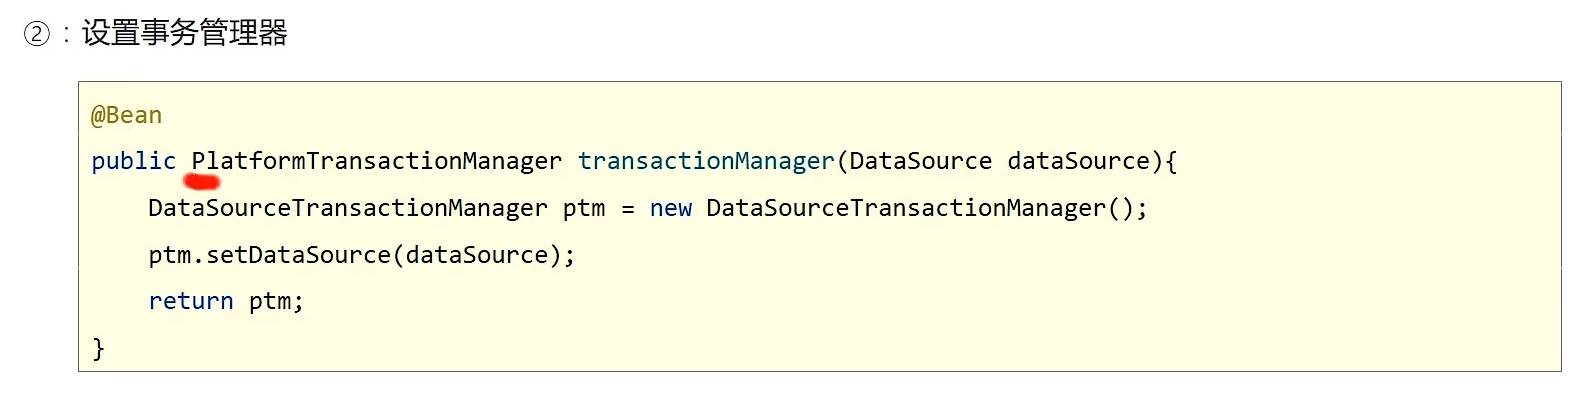 ②：设置事务管理器
@Bean
public PlatformTransactionManager transactionManager(DataSource dataSource){
    DataSourceTransactionManager ptm = new DataSourceTransactionManager();
    ptm.setDataSource(dataSource);
    return ptm;
}